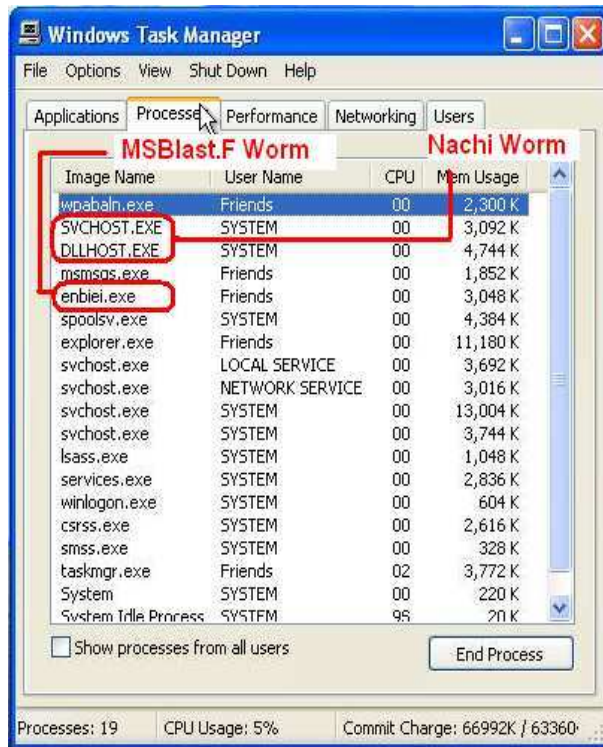 Windows Task Manager
File Options View Shut Down Help
Applications Processes Performance Networking Users
MSBlast.F Worm Nachi Worm
Image Name User Name CPU Mem Usage
wpabaln.exe Friends 00 2,300 K
SVCHOST.EXE SYSTEM 00 3,092 K
DLLHOST.EXE SYSTEM 00 4,744 K
msmsgs.exe Friends 00 1,852 K
enbiei.exe Friends 00 3,048 K
spoolsv.exe SYSTEM 00 4,384 K
explorer.exe Friends 00 11,180 K
svchost.exe LOCAL SERVICE 00 3,692 K
svchost.exe NETWORK SERVICE 00 3,016 K
svchost.exe SYSTEM 00 13,004 K
svchost.exe SYSTEM 00 3,744 K
lsass.exe SYSTEM 00 1,048 K
services.exe SYSTEM 00 2,836 K
winlogon.exe SYSTEM 00 604 K
csrss.exe SYSTEM 00 2,616 K
smss.exe SYSTEM 00 328 K
taskmgr.exe Friends 02 3,772 K
System SYSTEM 00 220 K
System Idle Process SYSTEM 95 20 K
Show processes from all users End Process
Processes: 19 CPU Usage: 5% Commit Charge: 66992K / 63360